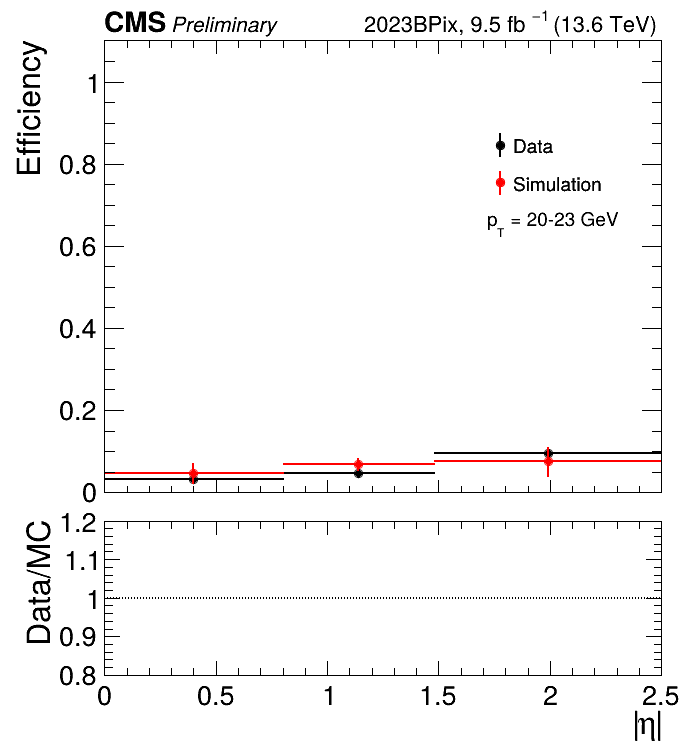 CMS Preliminary 2023BPix, 9.5 fb⁻¹ (13.6 TeV)
Efficiency
1
0.8
0.6
0.4
0.2
0
Data
Simulation
p_T = 20-23 GeV
Data/MC
1.2
1.1
1
0.9
0.8
0 0.5 1 1.5 2 2.5
|η|